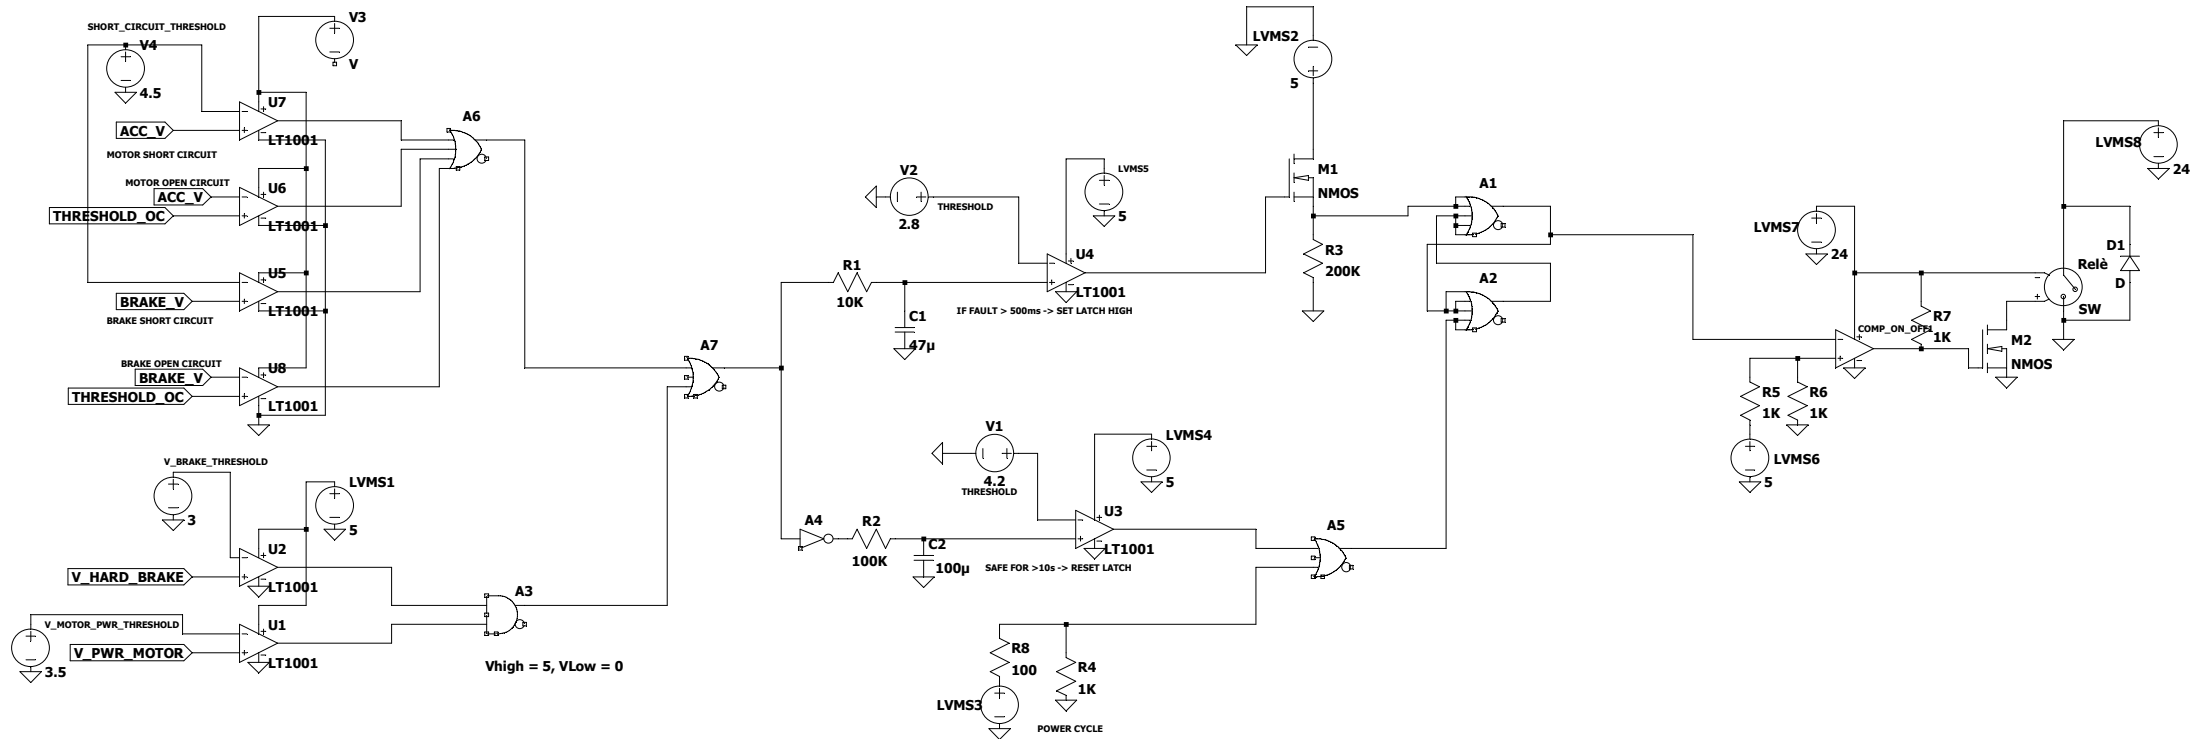 V3
V
SHORT_CIRCUIT_THRESHOLD
V4
4.5
U7
LT1001
ACC_V
MOTOR SHORT CIRCUIT
MOTOR OPEN CIRCUIT
ACC_V
U6
LT1001
THRESHOLD_OC
U5
LT1001
BRAKE_V
BRAKE SHORT CIRCUIT
BRAKE OPEN CIRCUIT
BRAKE_V
U8
LT1001
THRESHOLD_OC
A6
V_BRAKE_THRESHOLD
3
LVMS1
5
U2
LT1001
V_HARD_BRAKE
V_MOTOR_PWR_THRESHOLD
3.5
U1
LT1001
V_PWR_MOTOR
A3
Vhigh = 5, VLow = 0
A7
R1
10K
C1
47µ
V2
2.8
THRESHOLD
LVMS5
5
U4
LT1001
IF FAULT > 500ms -> SET LATCH HIGH
LVMS2
5
M1
NMOS
R3
200K
A1
A2
A4
R2
100K
C2
100µ
V1
4.2
THRESHOLD
LVMS4
5
U3
LT1001
SAFE FOR >10s -> RESET LATCH
A5
R8
100
R4
1K
LVMS3
POWER CYCLE
LVMS7
24
COMP_ON_OFF1
R5
1K
R6
1K
LVMS6
5
R7
1K
M2
NMOS
LVMS8
24
D1
D
Relè
SW